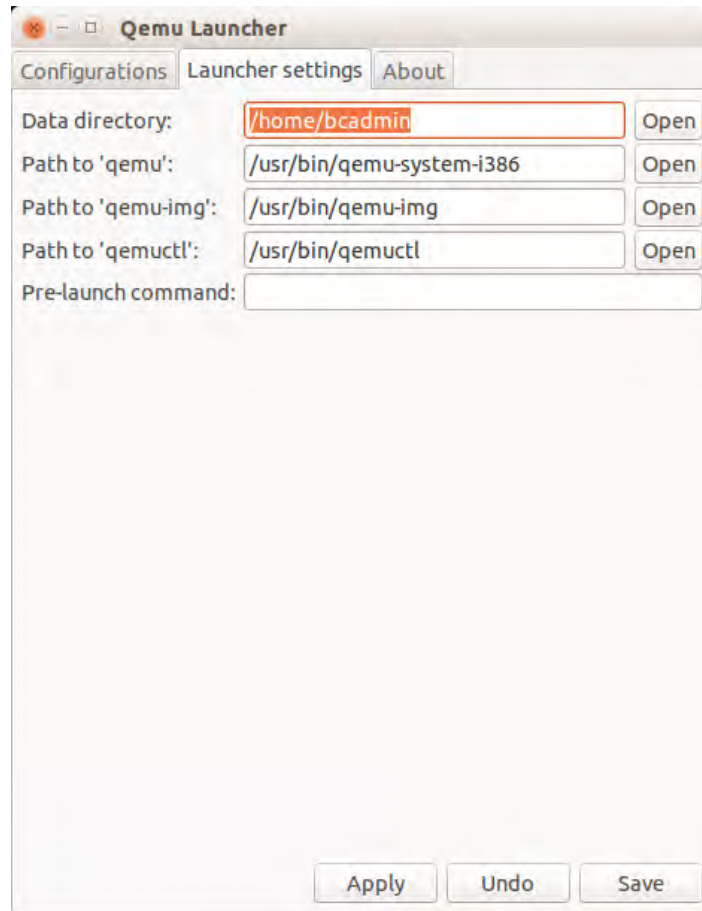 Qemu Launcher
Configurations Launcher settings About
Data directory: /home/bcadmin Open
Path to 'qemu': /usr/bin/qemu-system-i386 Open
Path to 'qemu-img': /usr/bin/qemu-img Open
Path to 'qemuctl': /usr/bin/qemuctl Open
Pre-launch command:
Apply Undo Save